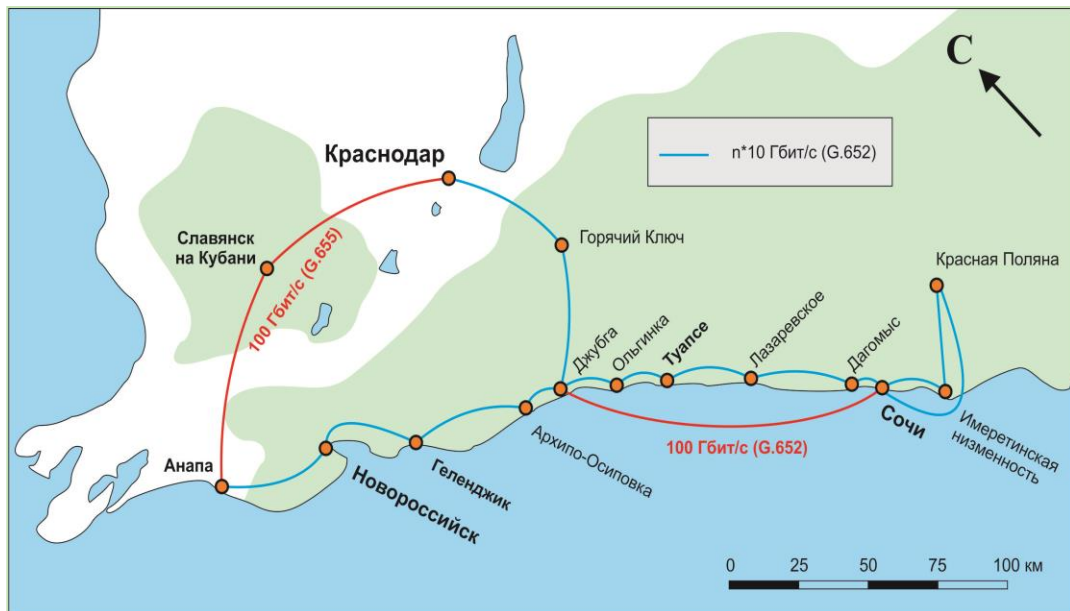 С
n*10 Гбит/с (G.652)
Краснодар
Горячий Ключ
Славянск
на Кубани
Красная Поляна
100 Гбит/с (G.655)
Джубга
Ольгинка
Туапсе
Лазаревское
Дагомыс
Сочи
Имеретинская
низменность
100 Гбит/с (G.652)
Архипо-Осиповка
Геленджик
Новороссийск
Анапа
0 25 50 75 100 км